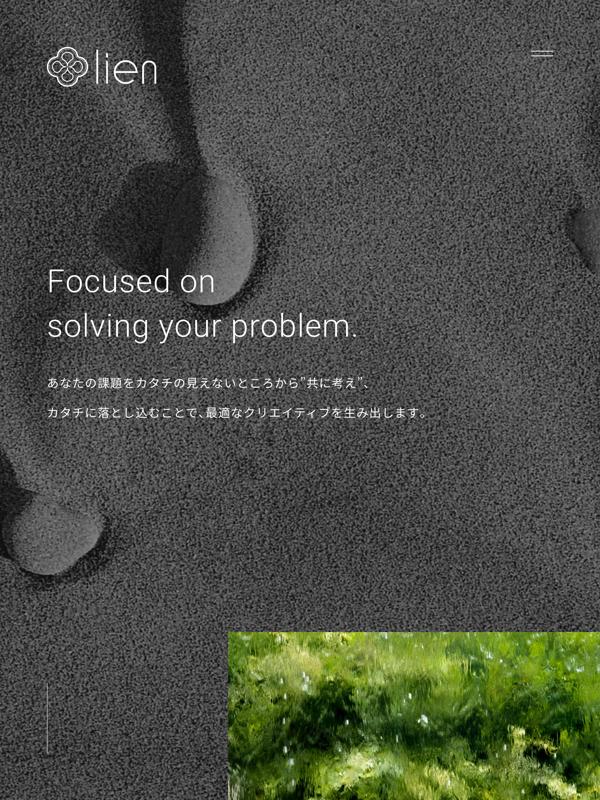 lien
Focused on
solving your problem.
あなたの課題をカタチの見えないところから”共に考え”、
カタチに落とし込むことで、最適なクリエイティブを生み出します。